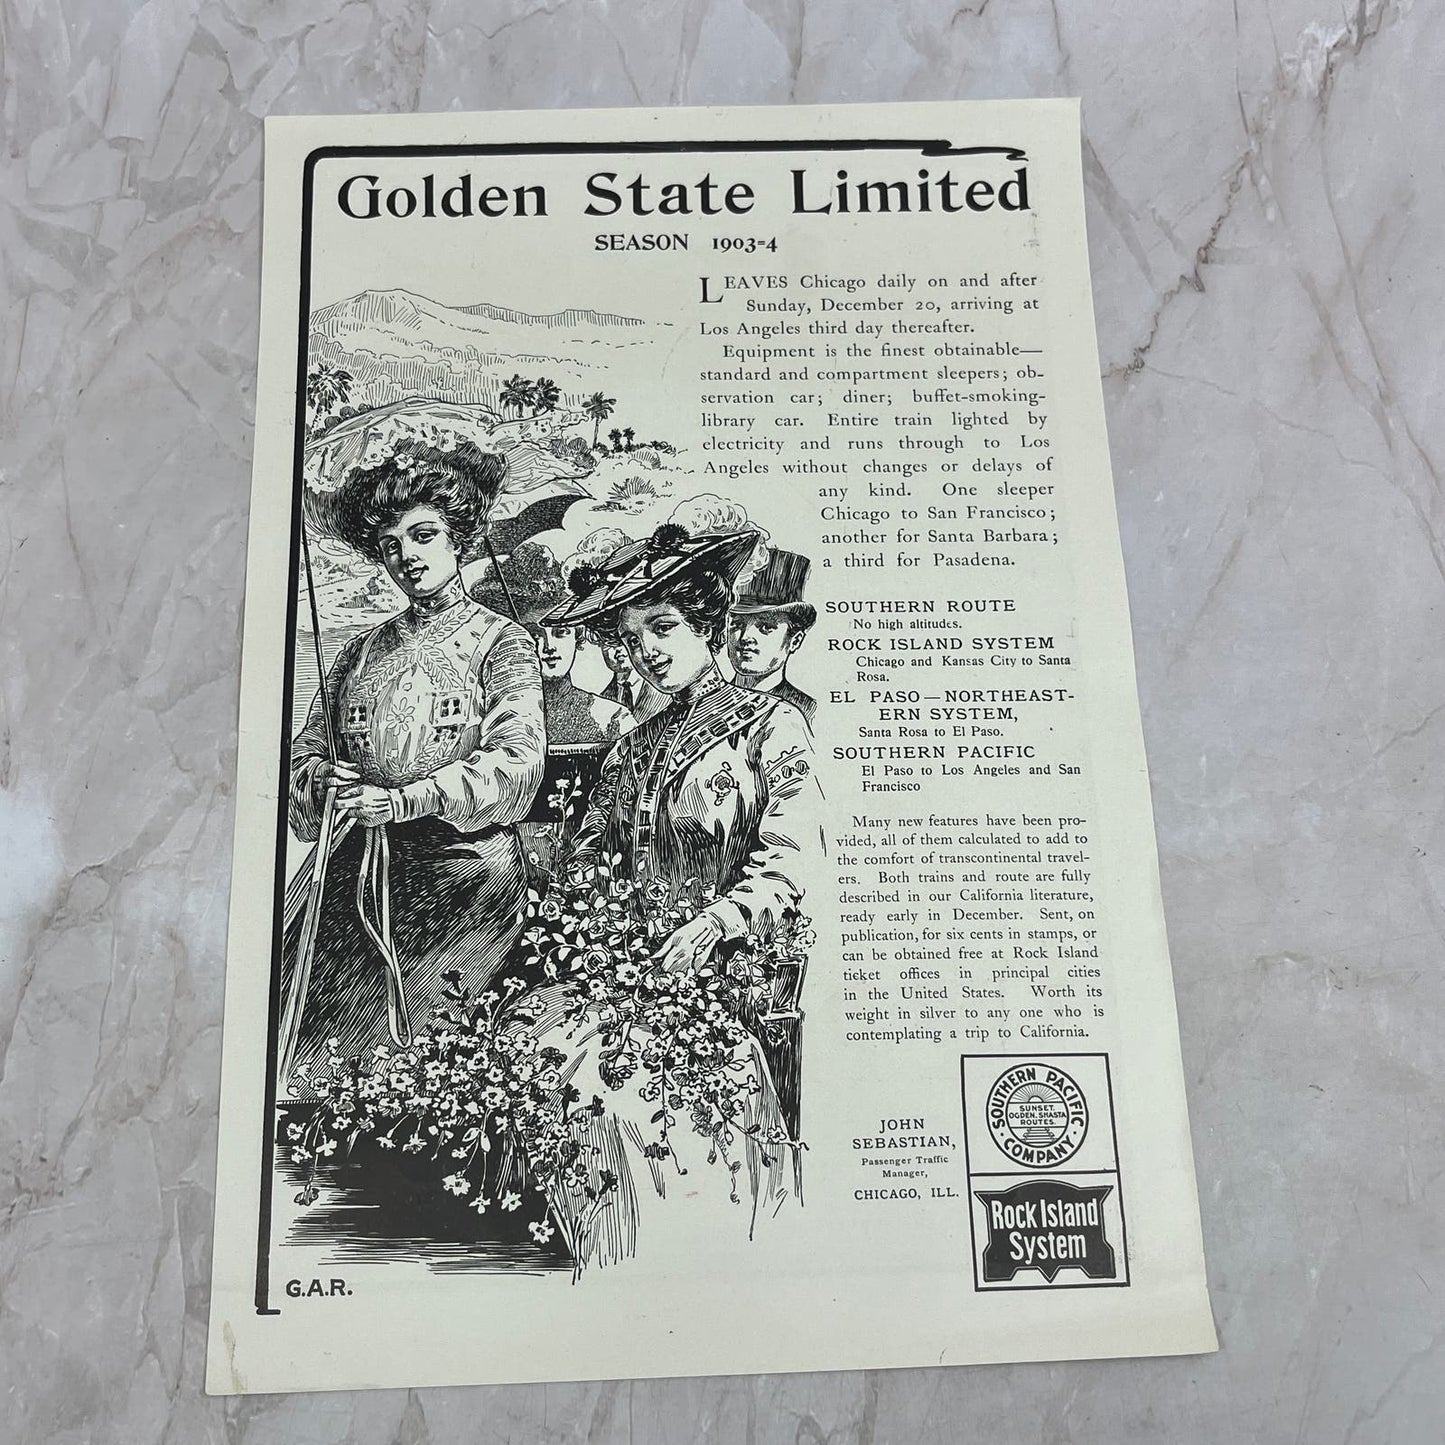 Golden State Limited
SEASON 1903=4
LEAVES Chicago daily on and after
Sunday, December 20, arriving at
Los Angeles third day thereafter.
Equipment is the finest obtainable—
standard and compartment sleepers; ob-
servation car; diner; buffet-smoking-
library car. Entire train lighted by
electricity and runs through to Los
Angeles without changes or delays of
any kind. One sleeper
Chicago to San Francisco;
another for Santa Barbara;
a third for Pasadena.
SOUTHERN ROUTE
No high altitudes.
ROCK ISLAND SYSTEM
Chicago and Kansas City to Santa
Rosa.
EL PASO—NORTHEAST-
ERN SYSTEM,
Santa Rosa to El Paso.
SOUTHERN PACIFIC
El Paso to Los Angeles and San
Francisco
Many new features have been pro-
vided, all of them calculated to add to
the comfort of transcontinental travel-
ers. Both trains and route are fully
described in our California literature,
ready early in December. Sent, on
publication, for six cents in stamps, or
can be obtained free at Rock Island
ticket offices in principal cities
in the United States. Worth its
weight in silver to any one who is
contemplating a trip to California.
JOHN
SEBASTIAN,
Passenger Traffic
Manager,
CHICAGO, ILL.
SOUTHERN PACIFIC
SUNSET.
OGDEN. SHASTA
ROUTES.
COMPANY
Rock Island
System
G.A.R.